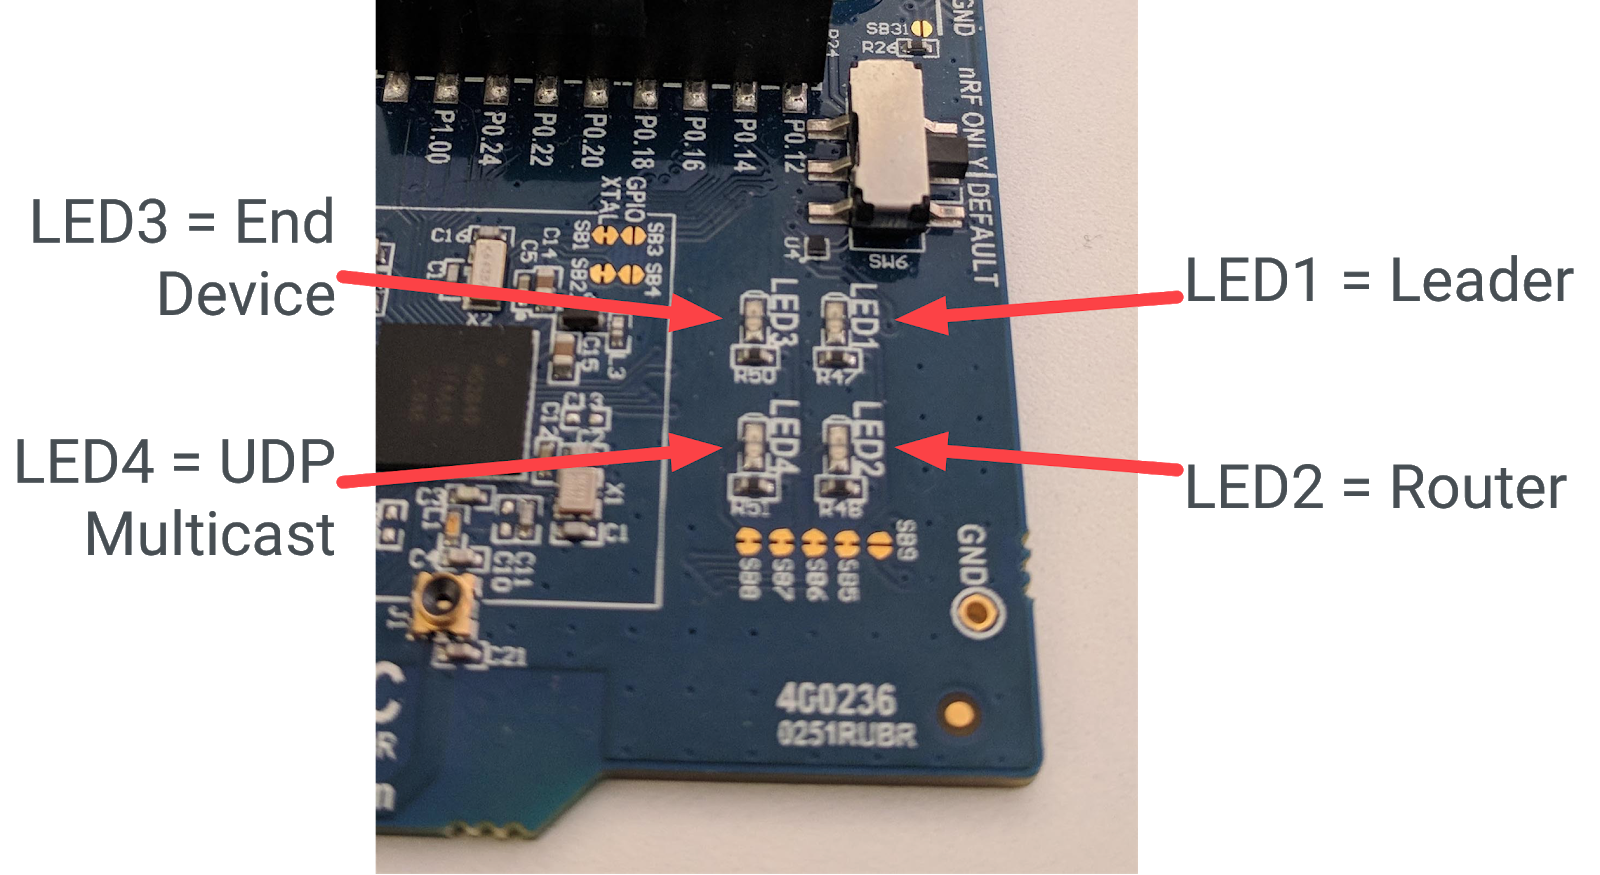 LED3 = End
Device
LED4 = UDP
Multicast
LED1 = Leader
LED2 = Router
GND
SB31
R26
nRF ONLY|DEFAULT
P24
P1.00
P0.24
P0.22
P0.20
P0.18
P0.16
P0.14
P0.12
XTAL
GPIO
SB1
SB2
SB3
SB4
U4
SW6
C16
C5
C14
X2
C15
L3
LED3
LED1
R50
R47
LED4
LED2
R51
R48
X1
C1
C10
C11
J1
C21
SB8
SB7
SB6
SB5
SB9
GND
4G0236
0251RUBR